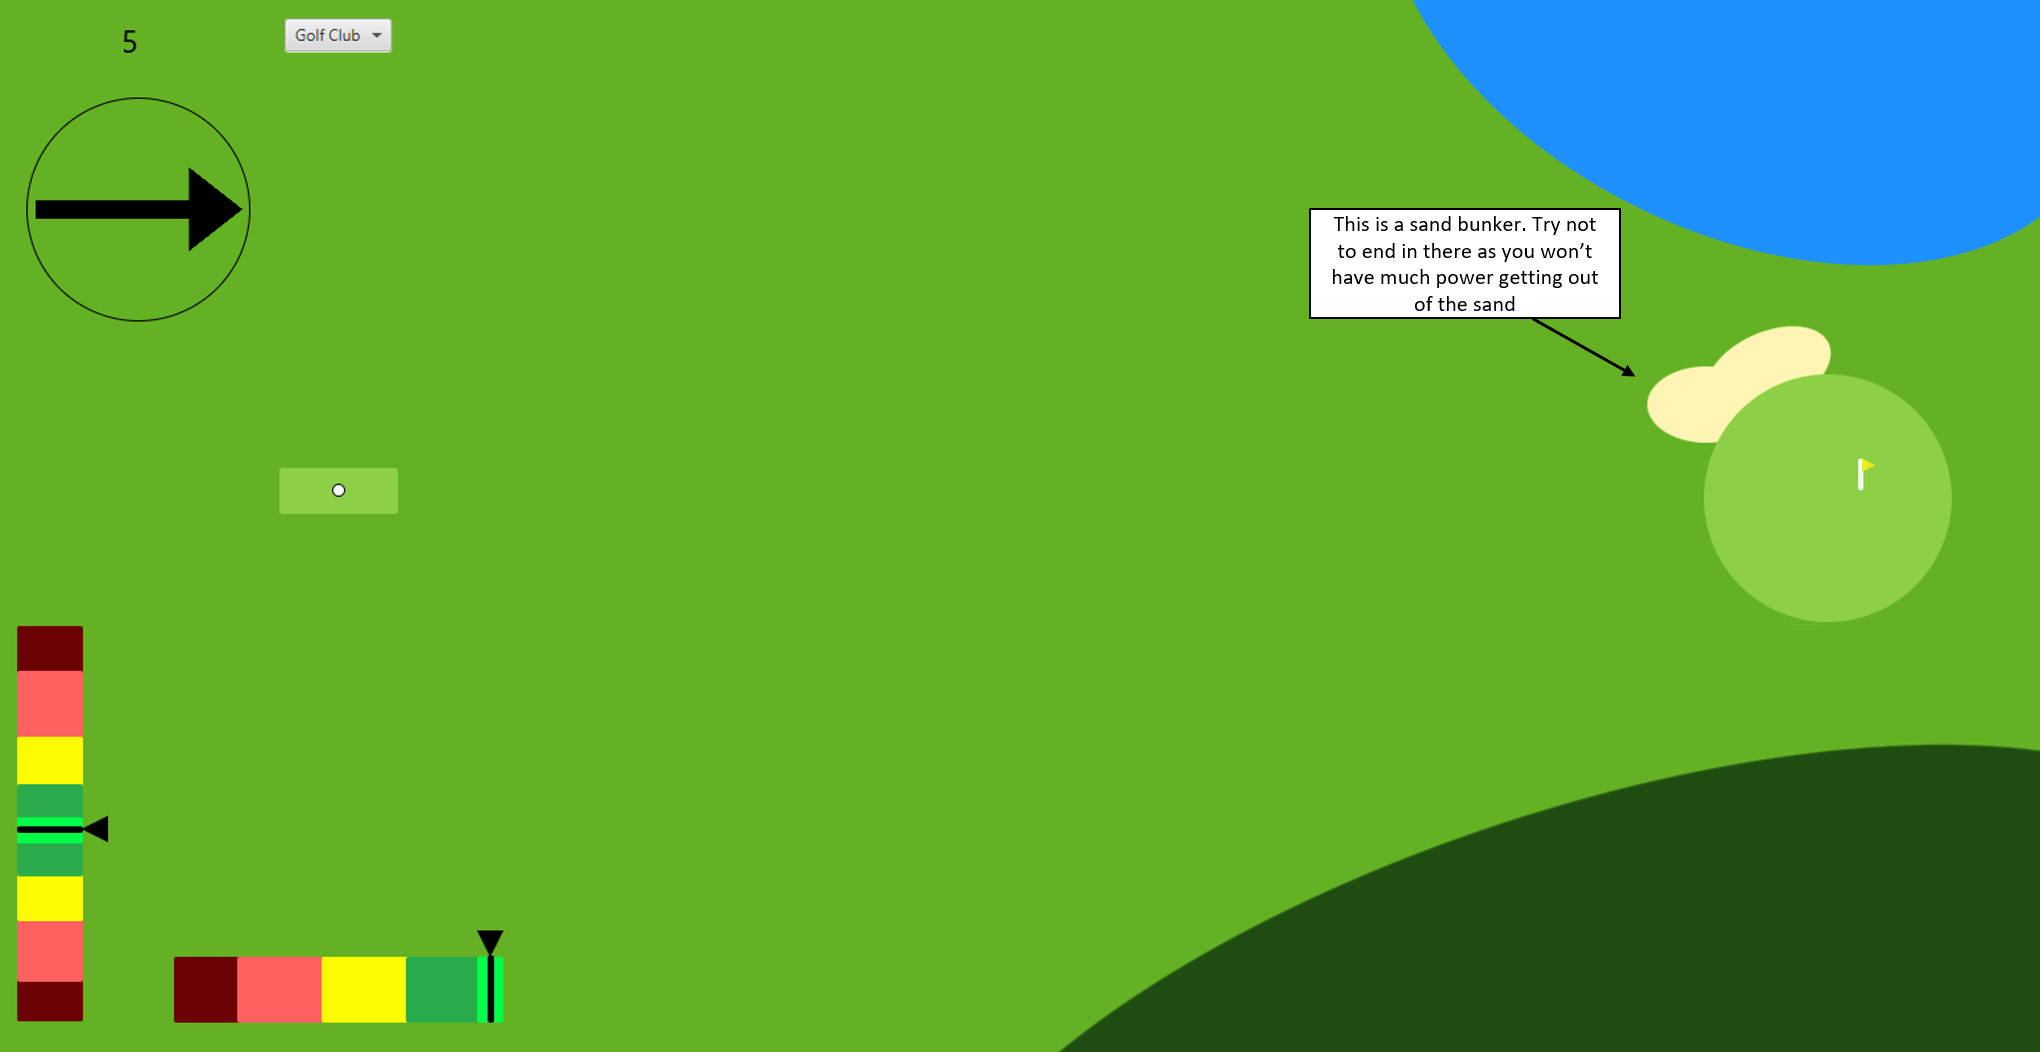 5
Golf Club
This is a sand bunker. Try not
to end in there as you won’t
have much power getting out
of the sand